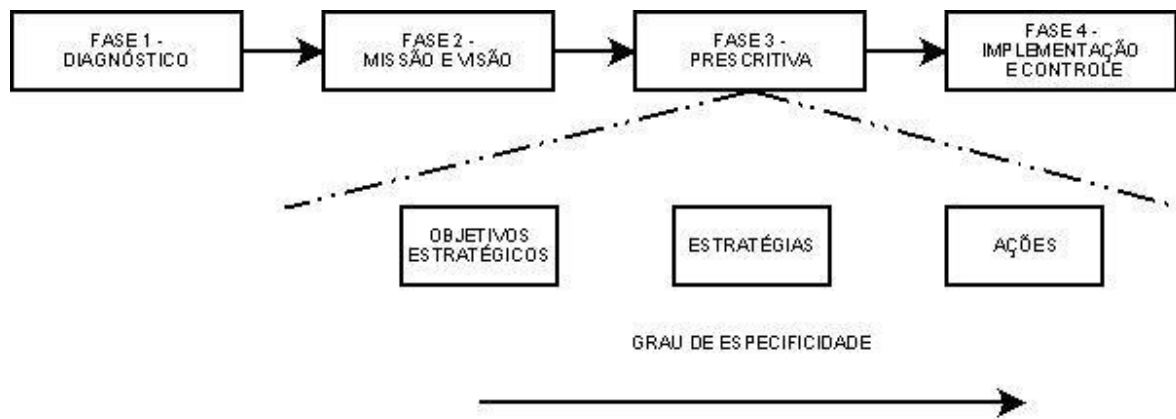 FASE 1 -
DIAGNÓSTICO
FASE 2 -
MISSÃO E VISÃO
FASE 3 -
PRESCRITIVA
FASE 4 -
IMPLEMENTAÇÃO
E CONTROLE
OBJETIVOS
ESTRATÉGICOS
ESTRATÉGIAS
AÇÕES
GRAU DE ESPECIFICIDADE